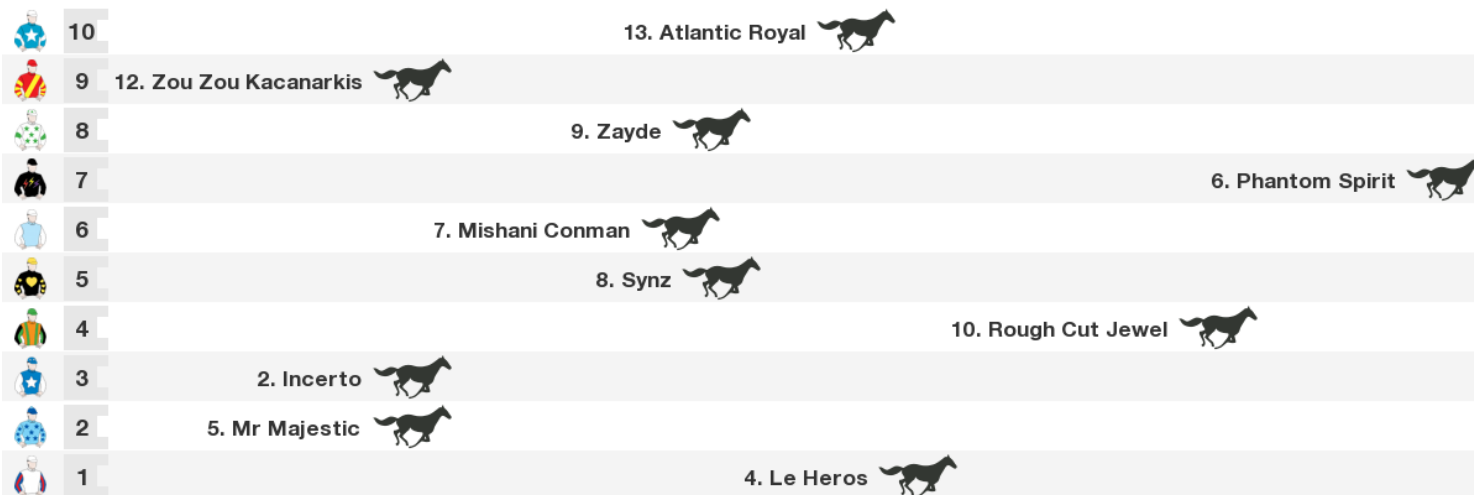 10 13. Atlantic Royal
9 12. Zou Zou Kacanarkis
8 9. Zayde
7 6. Phantom Spirit
6 7. Mishani Conman
5 8. Synz
4 10. Rough Cut Jewel
3 2. Incerto
2 5. Mr Majestic
1 4. Le Heros